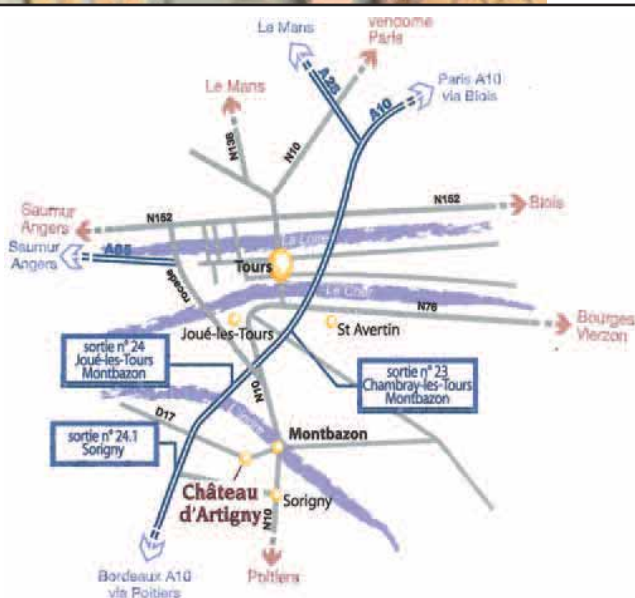 Le Mans
vendome
Paris
Le Mans
A28
A10
Paris A10
via Blois
N138
N10
Saumur
Angers
N152
N152
Blois
Saumur
Angers
A85
La Loire
rocade
Tours
Le Cher
N76
Joué-les-Tours
St Avertin
Bourges
Vierzon
sortie n° 24
Joué-les-Tours
Montbazon
sortie n° 23
Chambray-les-Tours
Montbazon
N10
D17
L'Indre
sortie n° 24.1
Sorigny
Montbazon
Château
d'Artigny
Sorigny
N10
Bordeaux A10
via Poitiers
Poitiers